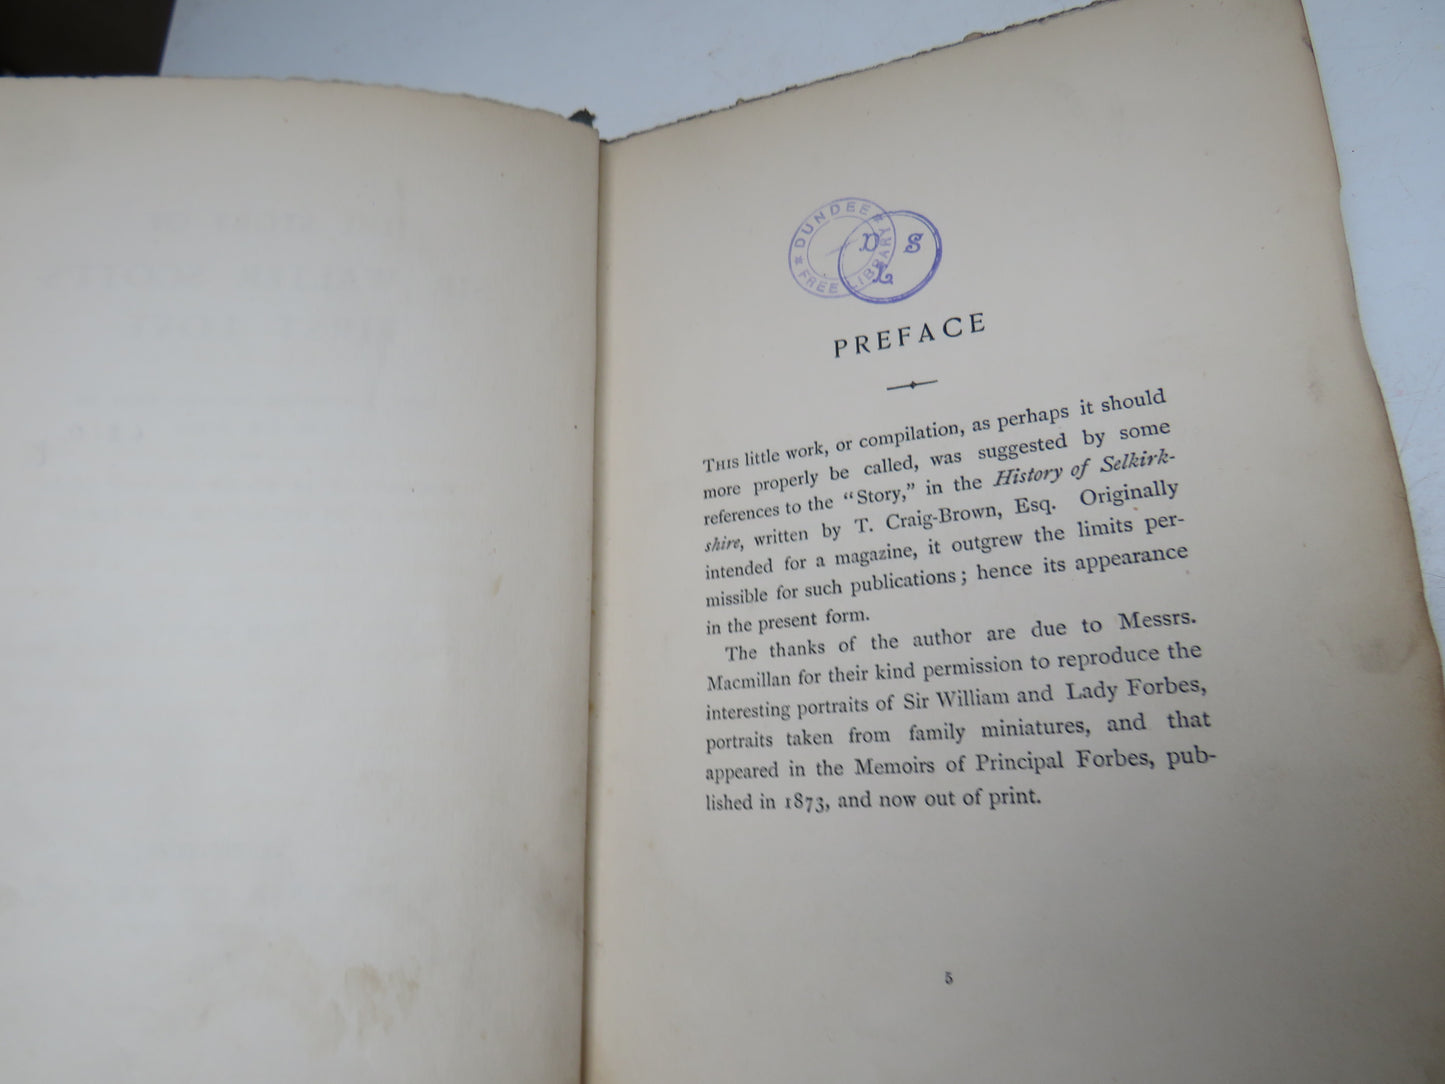 DUNDEE
FREE LIBRARY
D S
L
PREFACE
THIS little work, or compilation, as perhaps it should
more properly be called, was suggested by some
references to the “Story,” in the History of Selkirk-
shire, written by T. Craig-Brown, Esq. Originally
intended for a magazine, it outgrew the limits per-
missible for such publications; hence its appearance
in the present form.
The thanks of the author are due to Messrs.
Macmillan for their kind permission to reproduce the
interesting portraits of Sir William and Lady Forbes,
portraits taken from family miniatures, and that
appeared in the Memoirs of Principal Forbes, pub-
lished in 1873, and now out of print.
5